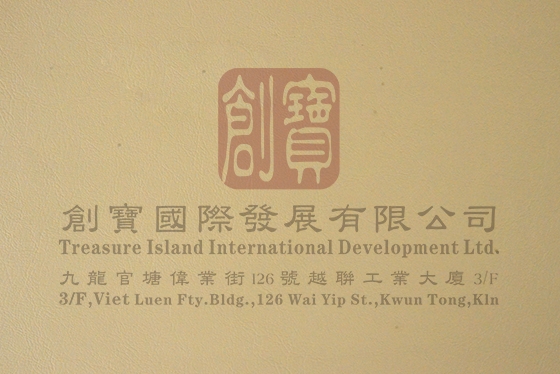 創寶
創寶國際發展有限公司
Treasure Island International Development Ltd.
九龍官塘偉業街126號越聯工業大廈3/F
3/F,Viet Luen Fty.Bldg.,126 Wai Yip St.,Kwun Tong,Kln